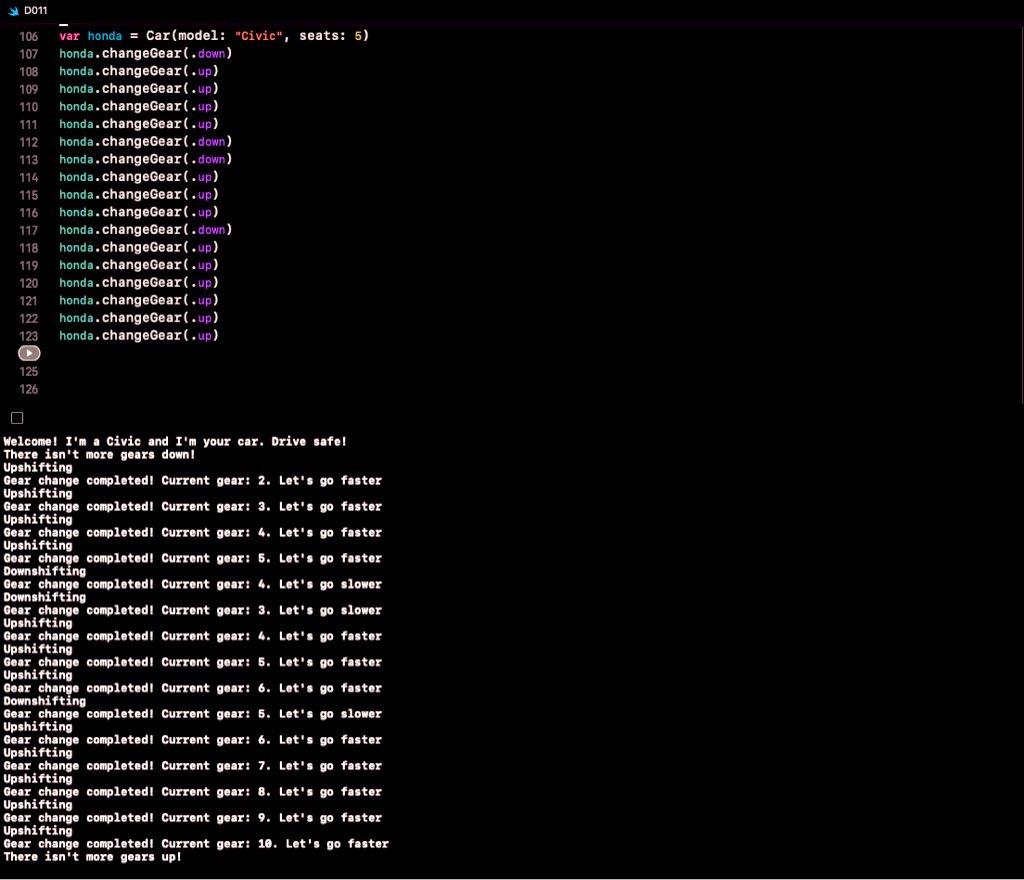 D011
106 var honda = Car(model: "Civic", seats: 5)
107 honda.changeGear(.down)
108 honda.changeGear(.up)
109 honda.changeGear(.up)
110 honda.changeGear(.up)
111 honda.changeGear(.up)
112 honda.changeGear(.down)
113 honda.changeGear(.down)
114 honda.changeGear(.up)
115 honda.changeGear(.up)
116 honda.changeGear(.up)
117 honda.changeGear(.down)
118 honda.changeGear(.up)
119 honda.changeGear(.up)
120 honda.changeGear(.up)
121 honda.changeGear(.up)
122 honda.changeGear(.up)
123 honda.changeGear(.up)
125
126
Welcome! I'm a Civic and I'm your car. Drive safe!
There isn't more gears down!
Upshifting
Gear change completed! Current gear: 2. Let's go faster
Upshifting
Gear change completed! Current gear: 3. Let's go faster
Upshifting
Gear change completed! Current gear: 4. Let's go faster
Upshifting
Gear change completed! Current gear: 5. Let's go faster
Downshifting
Gear change completed! Current gear: 4. Let's go slower
Downshifting
Gear change completed! Current gear: 3. Let's go slower
Upshifting
Gear change completed! Current gear: 4. Let's go faster
Upshifting
Gear change completed! Current gear: 5. Let's go faster
Upshifting
Gear change completed! Current gear: 6. Let's go faster
Downshifting
Gear change completed! Current gear: 5. Let's go slower
Upshifting
Gear change completed! Current gear: 6. Let's go faster
Upshifting
Gear change completed! Current gear: 7. Let's go faster
Upshifting
Gear change completed! Current gear: 8. Let's go faster
Upshifting
Gear change completed! Current gear: 9. Let's go faster
Upshifting
Gear change completed! Current gear: 10. Let's go faster
There isn't more gears up!